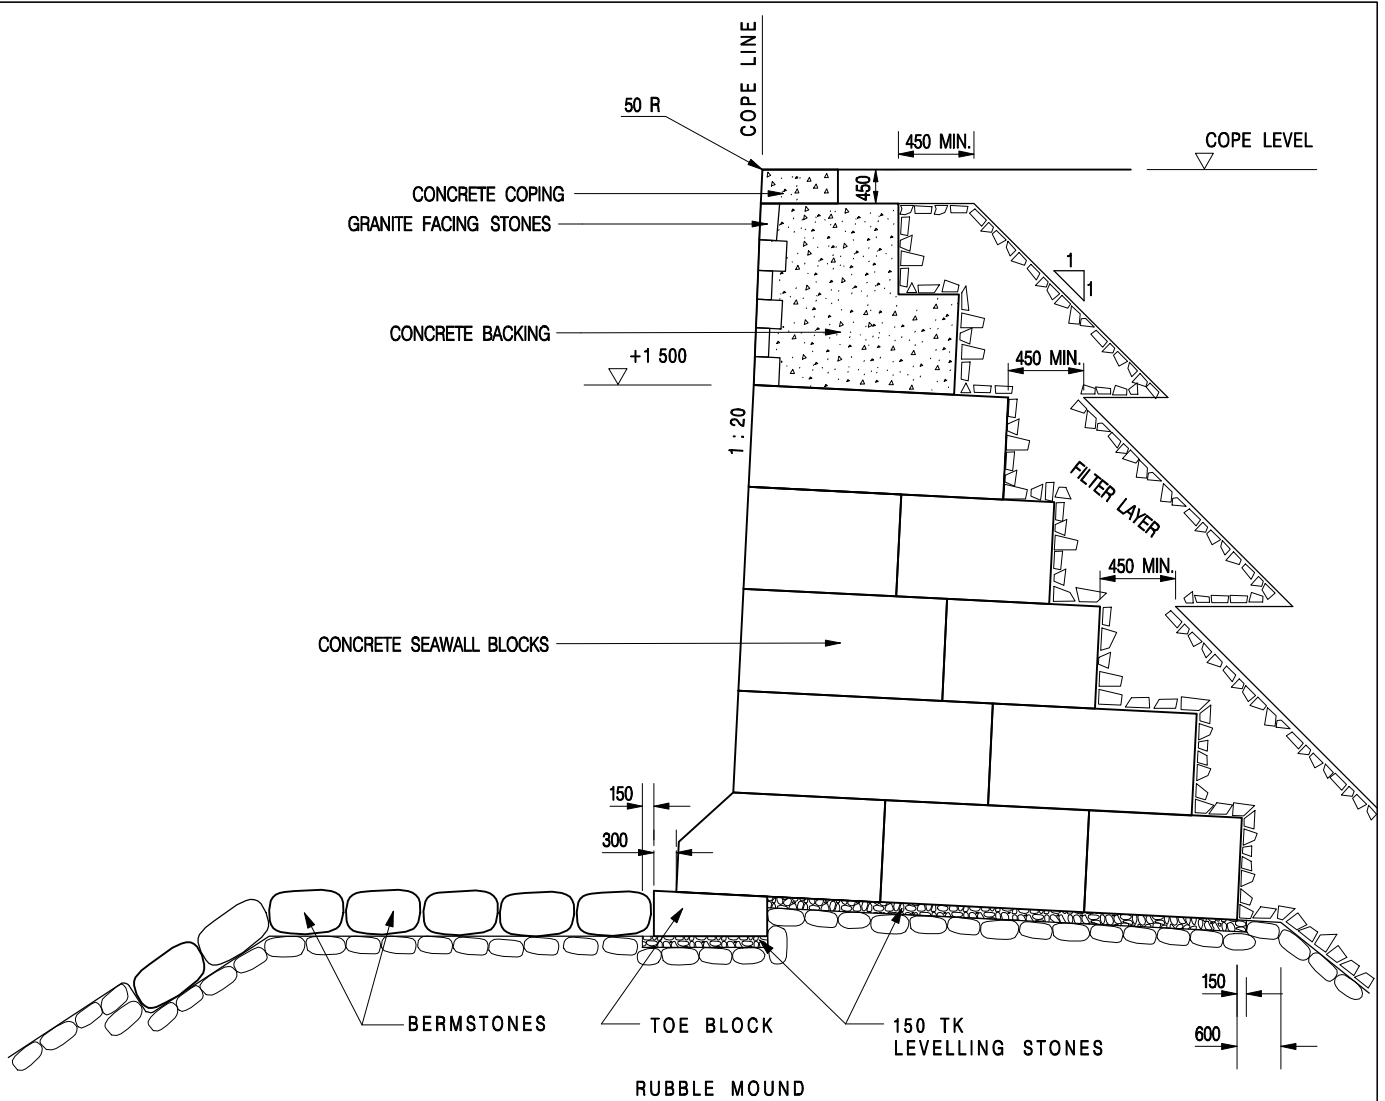 COPE LINE
50 R
450 MIN.
COPE LEVEL
CONCRETE COPING
450
GRANITE FACING STONES
1
1
CONCRETE BACKING
+1 500
450 MIN.
1 : 20
FILTER LAYER
450 MIN.
CONCRETE SEAWALL BLOCKS
150
300
150
BERMSTONES
TOE BLOCK
150 TK
LEVELLING STONES
600
RUBBLE MOUND